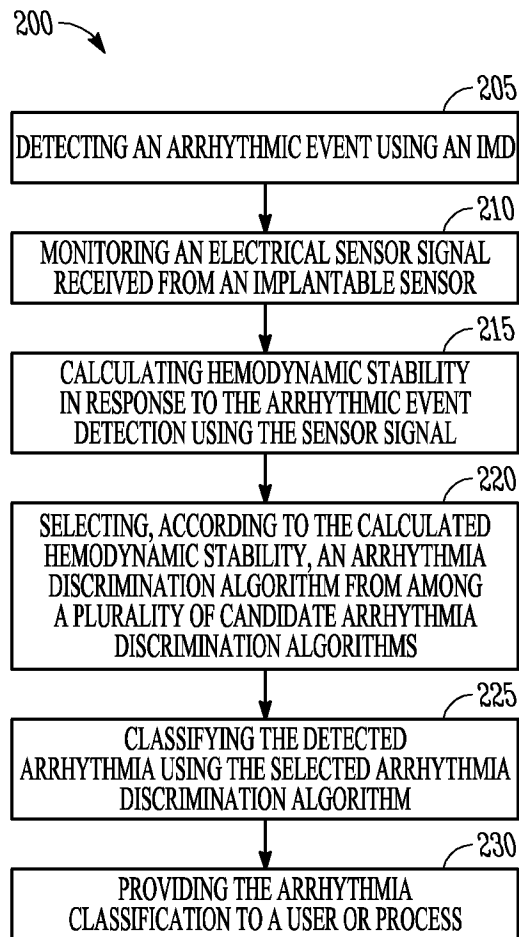 200
205
DETECTING AN ARRHYTHMIC EVENT USING AN IMD
210
MONITORING AN ELECTRICAL SENSOR SIGNAL
RECEIVED FROM AN IMPLANTABLE SENSOR
215
CALCULATING HEMODYNAMIC STABILITY
IN RESPONSE TO THE ARRHYTHMIC EVENT
DETECTION USING THE SENSOR SIGNAL
220
SELECTING, ACCORDING TO THE CALCULATED
HEMODYNAMIC STABILITY, AN ARRHYTHMIA
DISCRIMINATION ALGORITHM FROM AMONG
A PLURALITY OF CANDIDATE ARRHYTHMIA
DISCRIMINATION ALGORITHMS
225
CLASSIFYING THE DETECTED
ARRHYTHMIA USING THE SELECTED ARRHYTHMIA
DISCRIMINATION ALGORITHM
230
PROVIDING THE ARRHYTHMIA
CLASSIFICATION TO A USER OR PROCESS